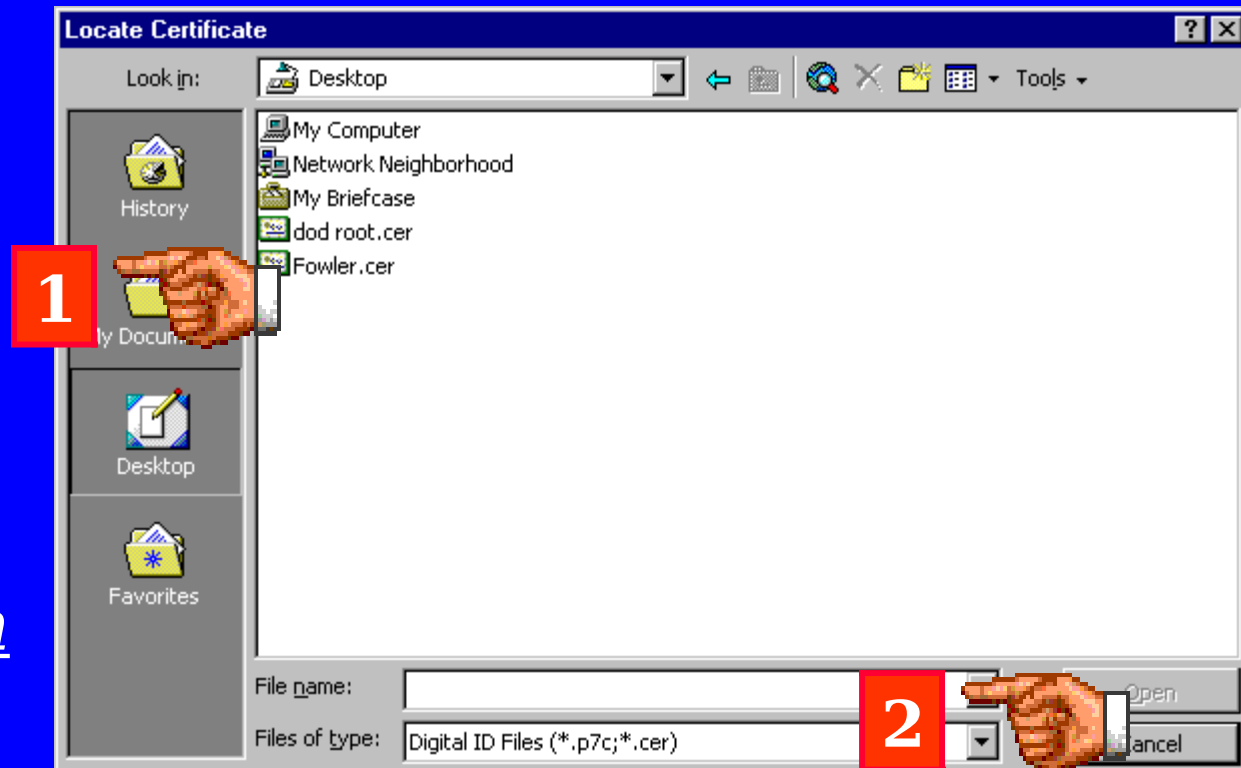 Locate Certificate
Look in:
Desktop
Tools
My Computer
Network Neighborhood
My Briefcase
dod root.cer
Fowler.cer
History
1
Desktop
Favorites
File name:
2
Open
Files of type:
Digital ID Files (*.p7c;*.cer)